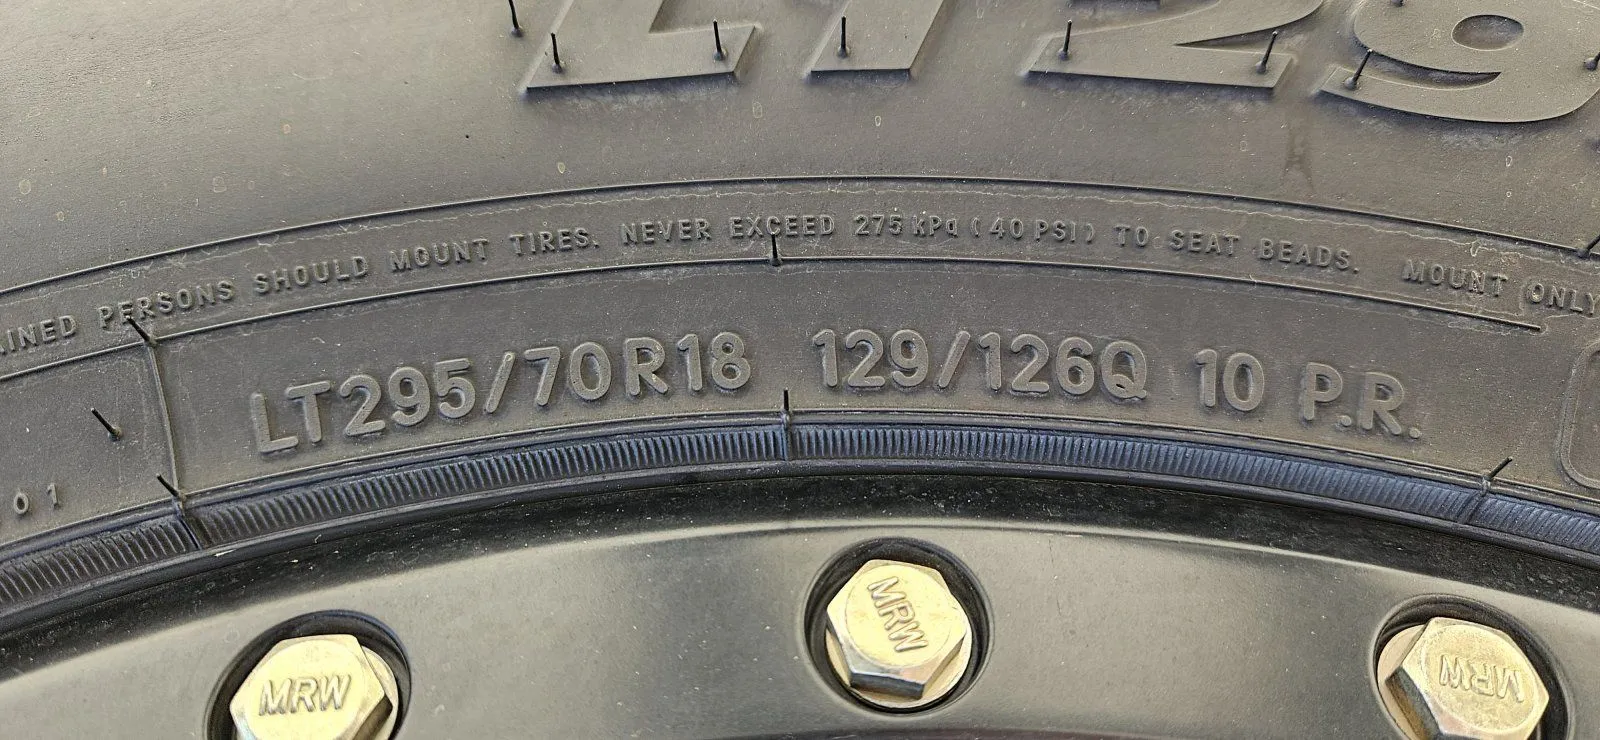 LT29
AINED PERSONS SHOULD MOUNT TIRES. NEVER EXCEED 275 kPa (40 PSI) TO SEAT BEADS. MOUNT ONLY
LT295/70R18 129/126Q 10 P.R.
01
MRW
MRW
MRW